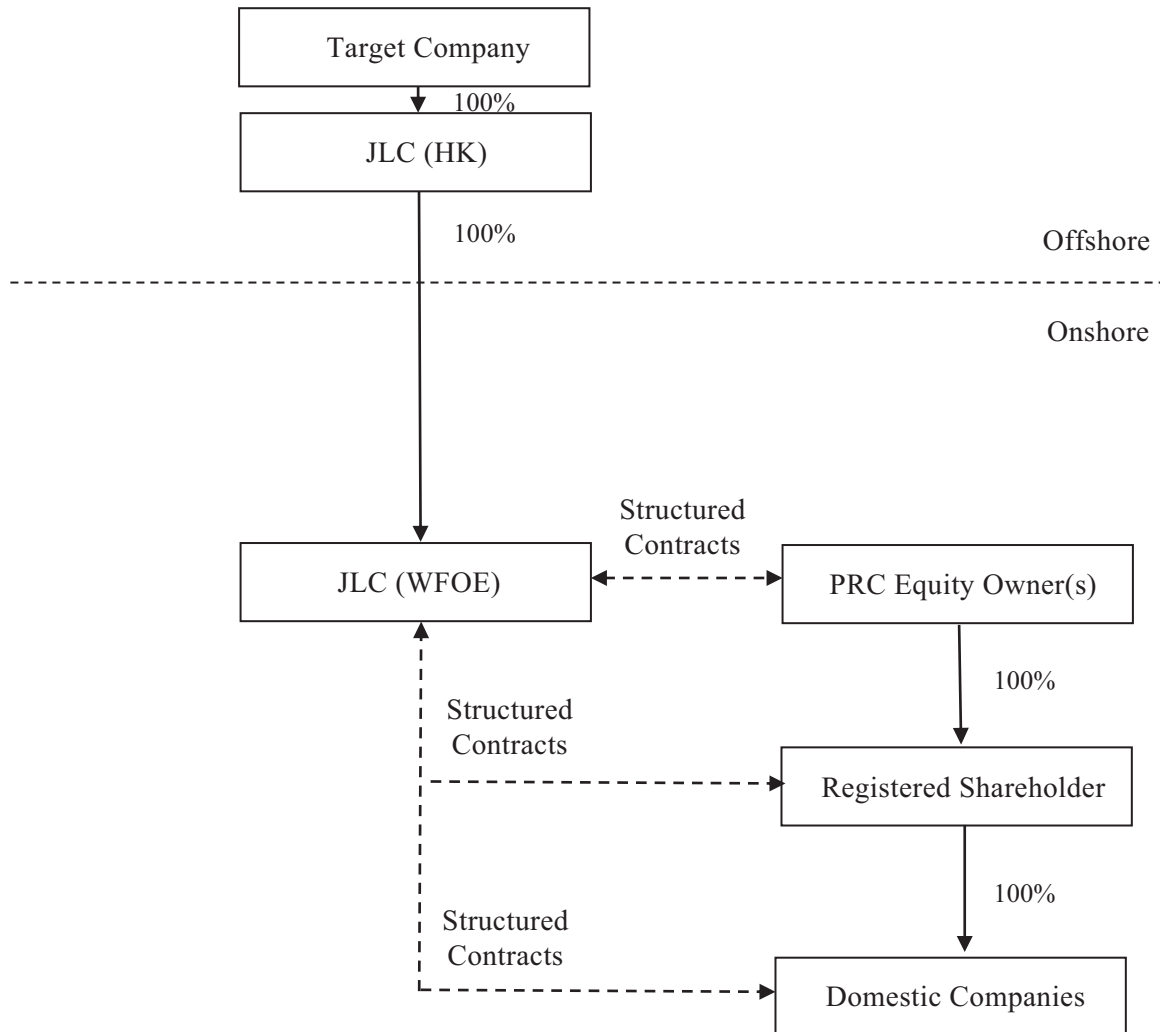 Target Company
100%
JLC (HK)
100%
Offshore
Onshore
Structured
Contracts
JLC (WFOE)
PRC Equity Owner(s)
100%
Structured
Contracts
Registered Shareholder
100%
Structured
Contracts
Domestic Companies